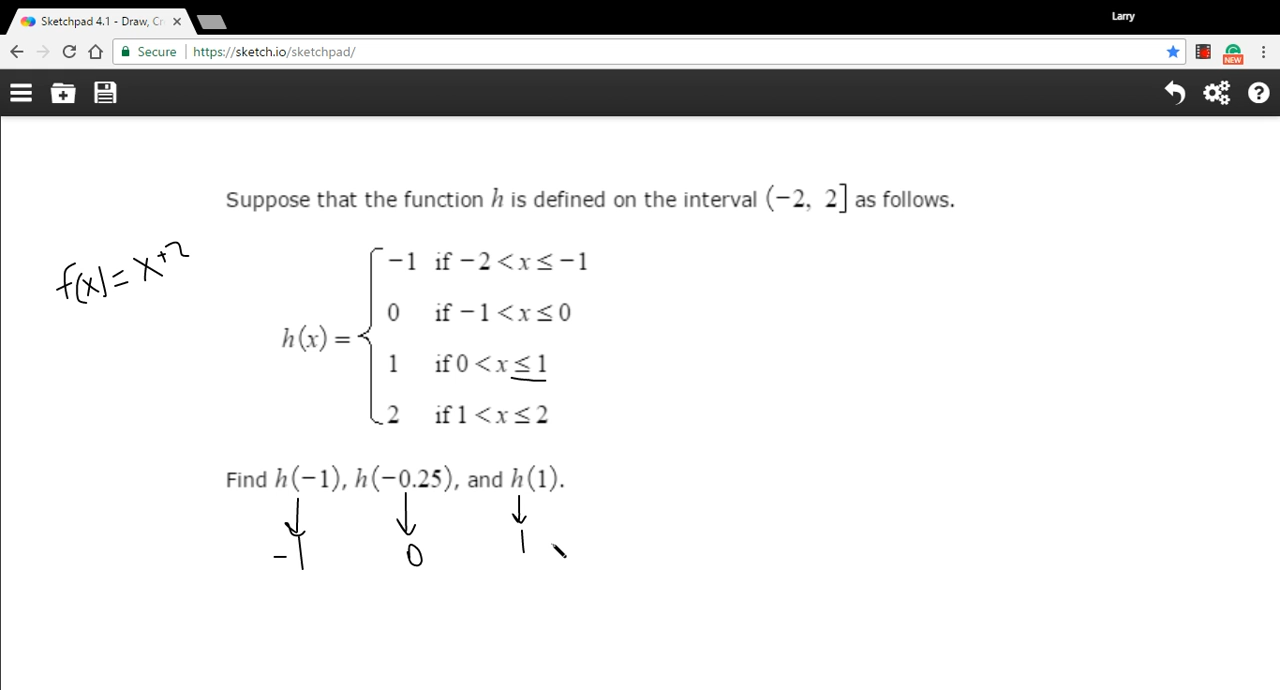 Larry
Sketchpad 4.1 - Draw, Cr
Secure https://sketch.io/sketchpad/
NEW
Suppose that the function h is defined on the interval (−2, 2] as follows.
f(x) = x+2
−1 if −2 < x ≤ −1
0 if −1 < x ≤ 0
h(x) =
1 if 0 < x ≤ 1
2 if 1 < x ≤ 2
Find h(−1), h(−0.25), and h(1).
−1 0 1